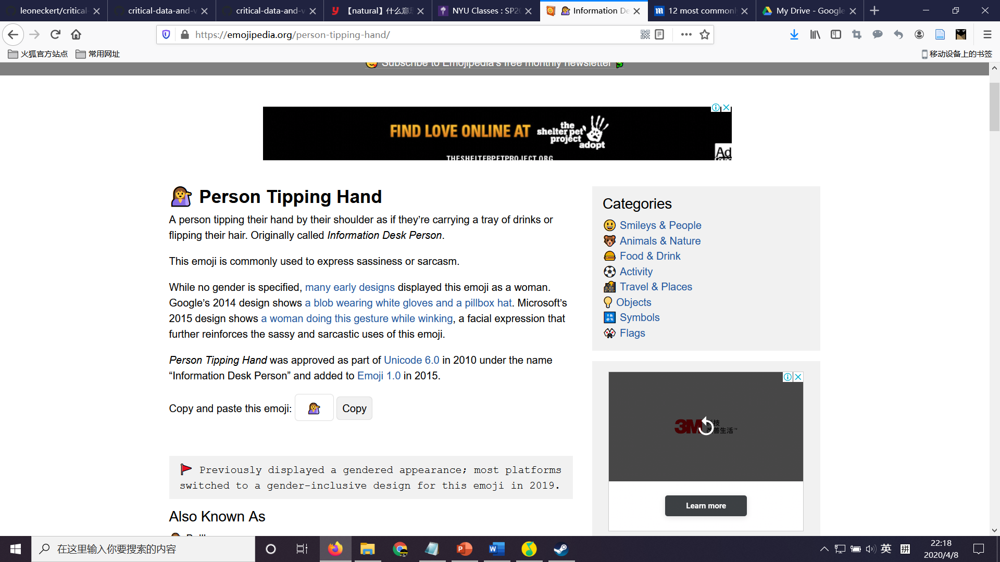 leoneckert/critical-
critical-data-and-v
critical-data-and-v
【natural】什么意思
NYU Classes : SP20
Information De
12 most commonl
My Drive - Google
https://emojipedia.org/person-tipping-hand/
火狐官方站点
常用网址
移动设备上的书签
Subscribe to Emojipedia's free monthly newsletter
FIND LOVE ONLINE AT
the
shelter pet
project
adopt
THESHELTERPETPROJECT.ORG
Ad
Person Tipping Hand
A person tipping their hand by their shoulder as if they’re carrying a tray of drinks or
flipping their hair. Originally called Information Desk Person.
This emoji is commonly used to express sassiness or sarcasm.
While no gender is specified, many early designs displayed this emoji as a woman.
Google’s 2014 design shows a blob wearing white gloves and a pillbox hat. Microsoft’s
2015 design shows a woman doing this gesture while winking, a facial expression that
further reinforces the sassy and sarcastic uses of this emoji.
Person Tipping Hand was approved as part of Unicode 6.0 in 2010 under the name
“Information Desk Person” and added to Emoji 1.0 in 2015.
Copy and paste this emoji:
Copy
Previously displayed a gendered appearance; most platforms
switched to a gender-inclusive design for this emoji in 2019.
Also Known As
Categories
Smileys & People
Animals & Nature
Food & Drink
Activity
Travel & Places
Objects
Symbols
Flags
3M 科技
改善生活™
Learn more
在这里输入你要搜索的内容
英
拼
22:18
2020/4/8